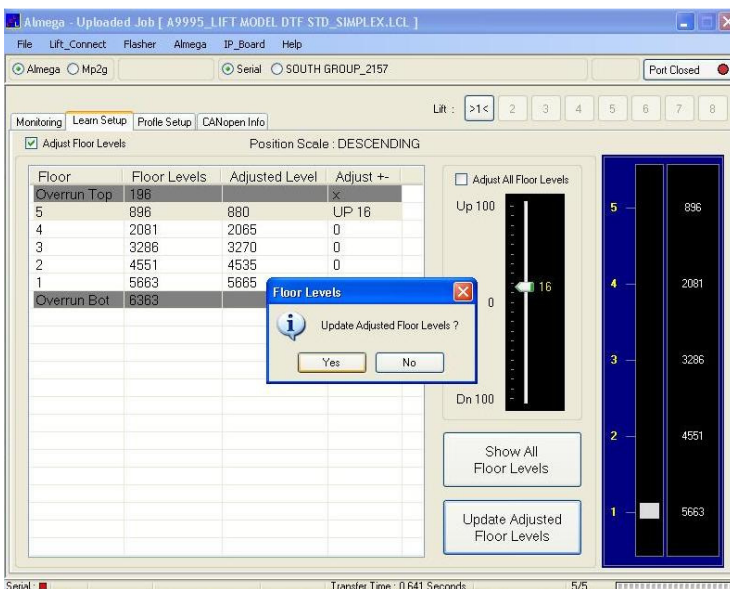 Almega - Uploaded Job [ A9995_LIFT MODEL DTF STD_SIMPLEX.LCL ]
File Lift_Connect Flasher Almega IP_Board Help
Almega Mp2g Serial SOUTH GROUP_2157 Port Closed
Lift : >1< 2 3 4 5 6 7 8
Monitoring Learn Setup Profle Setup CANopen Info
Adjust Floor Levels Position Scale : DESCENDING
Floor Floor Levels Adjusted Level Adjust +-
Overrun Top 196 x
5 896 880 UP 16
4 2081 2065 0
3 3286 3270 0
2 4551 4535 0
1 5663 5665
Overrun Bot 6363
Floor Levels
Update Adjusted Floor Levels ?
Yes No
Adjust All Floor Levels
Up 100
16
0
Dn 100
Show All
Floor Levels
Update Adjusted
Floor Levels
5 896
4 2081
3 3286
2 4551
1 5663
Serial : Transfer Time : 0.641 Seconds 5/5